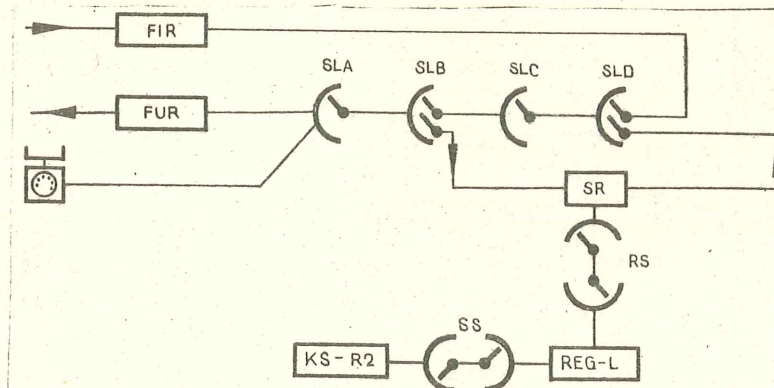 FIR
SLA
SLB
SLC
SLD
FUR
SR
RS
SS
KS-R2
REG-L